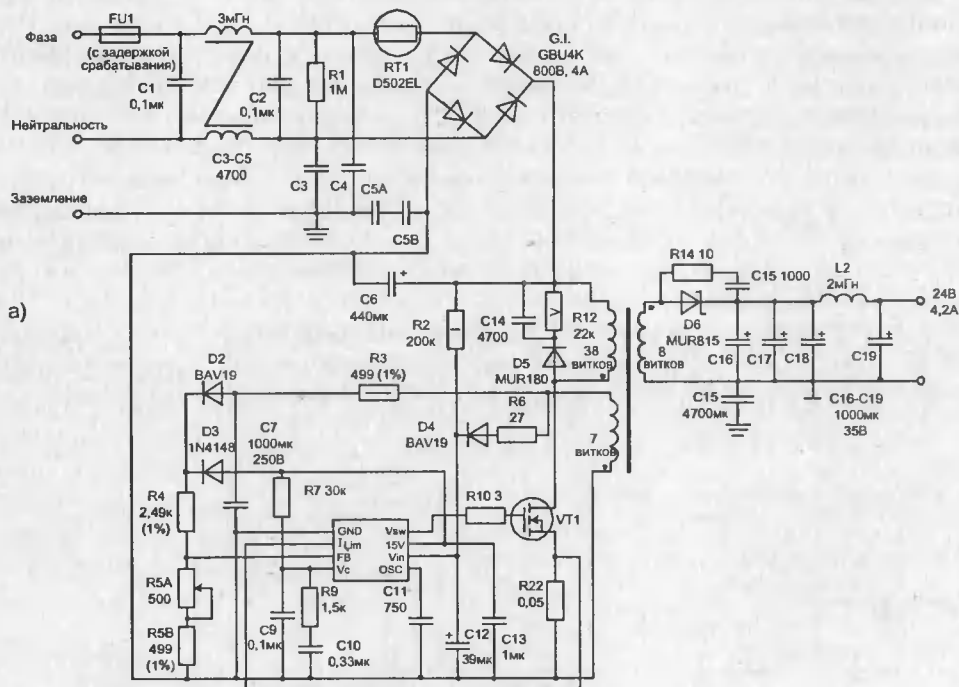 FU1
3мГн
Фаза
(с задержкой
срабатывания)
C1
0,1мк
C2
0,1мк
R1
1М
RT1
D502EL
G.I.
GBU4K
800В, 4А
Нейтральность
C3-C5
4700
C3
C4
C5A
C5B
Заземление
а)
C6
440мк
+
R2
200к
C14
4700
R12
22к
38
витков
D5
MUR180
R14 10
C15 1000
D6
MUR815
8
витков
L2
2мГн
24В
4,2А
C16
C17
C18
C19
C15
4700мк
C16-C19
1000мк
35В
D2
BAV19
R3
499 (1%)
R6
27
D4
BAV19
7
витков
D3
1N4148
C7
1000мк
250В
R4
2,49к
(1%)
R7 30к
R10 3
VT1
GND
ILim
FB
Vc
Vsw
15V
Vin
OSC
R5A
500
R5B
499
(1%)
R9
1,5к
C9
0,1мк
C10
0,33мк
C11
750
C12
39мк
C13
1мк
R22
0,05